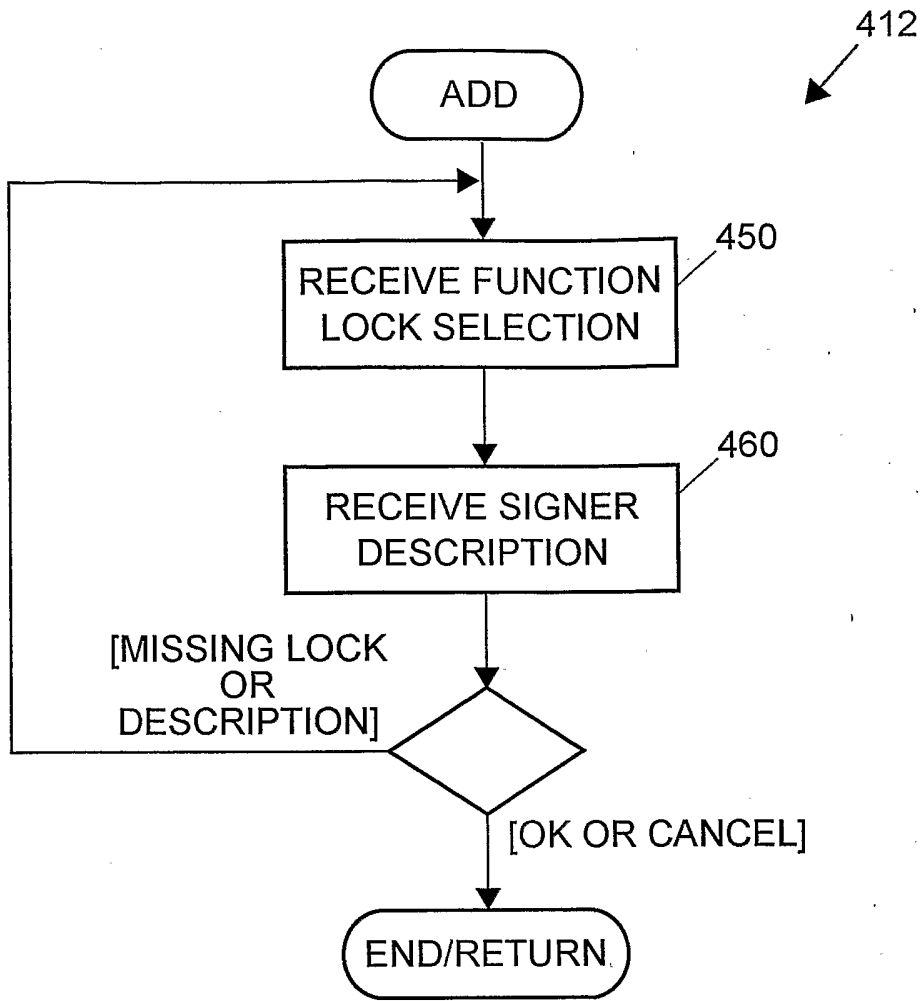 412
ADD
450
RECEIVE FUNCTION
LOCK SELECTION
460
RECEIVE SIGNER
DESCRIPTION
[MISSING LOCK
OR
DESCRIPTION]
[OK OR CANCEL]
END/RETURN